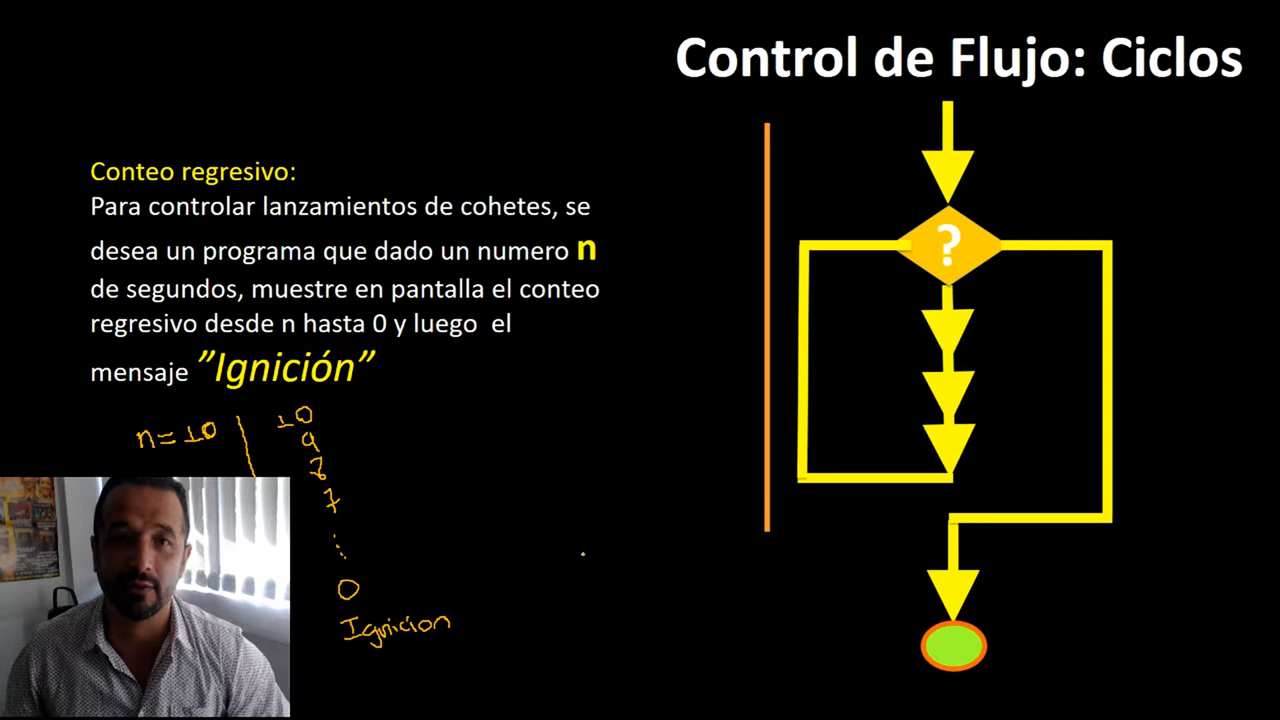 Control de Flujo: Ciclos
Conteo regresivo:
Para controlar lanzamientos de cohetes, se
desea un programa que dado un numero n
de segundos, muestre en pantalla el conteo
regresivo desde n hasta 0 y luego el
mensaje ”Ignición”
?
n=10
10
9
8
7
...
0
Ignicion